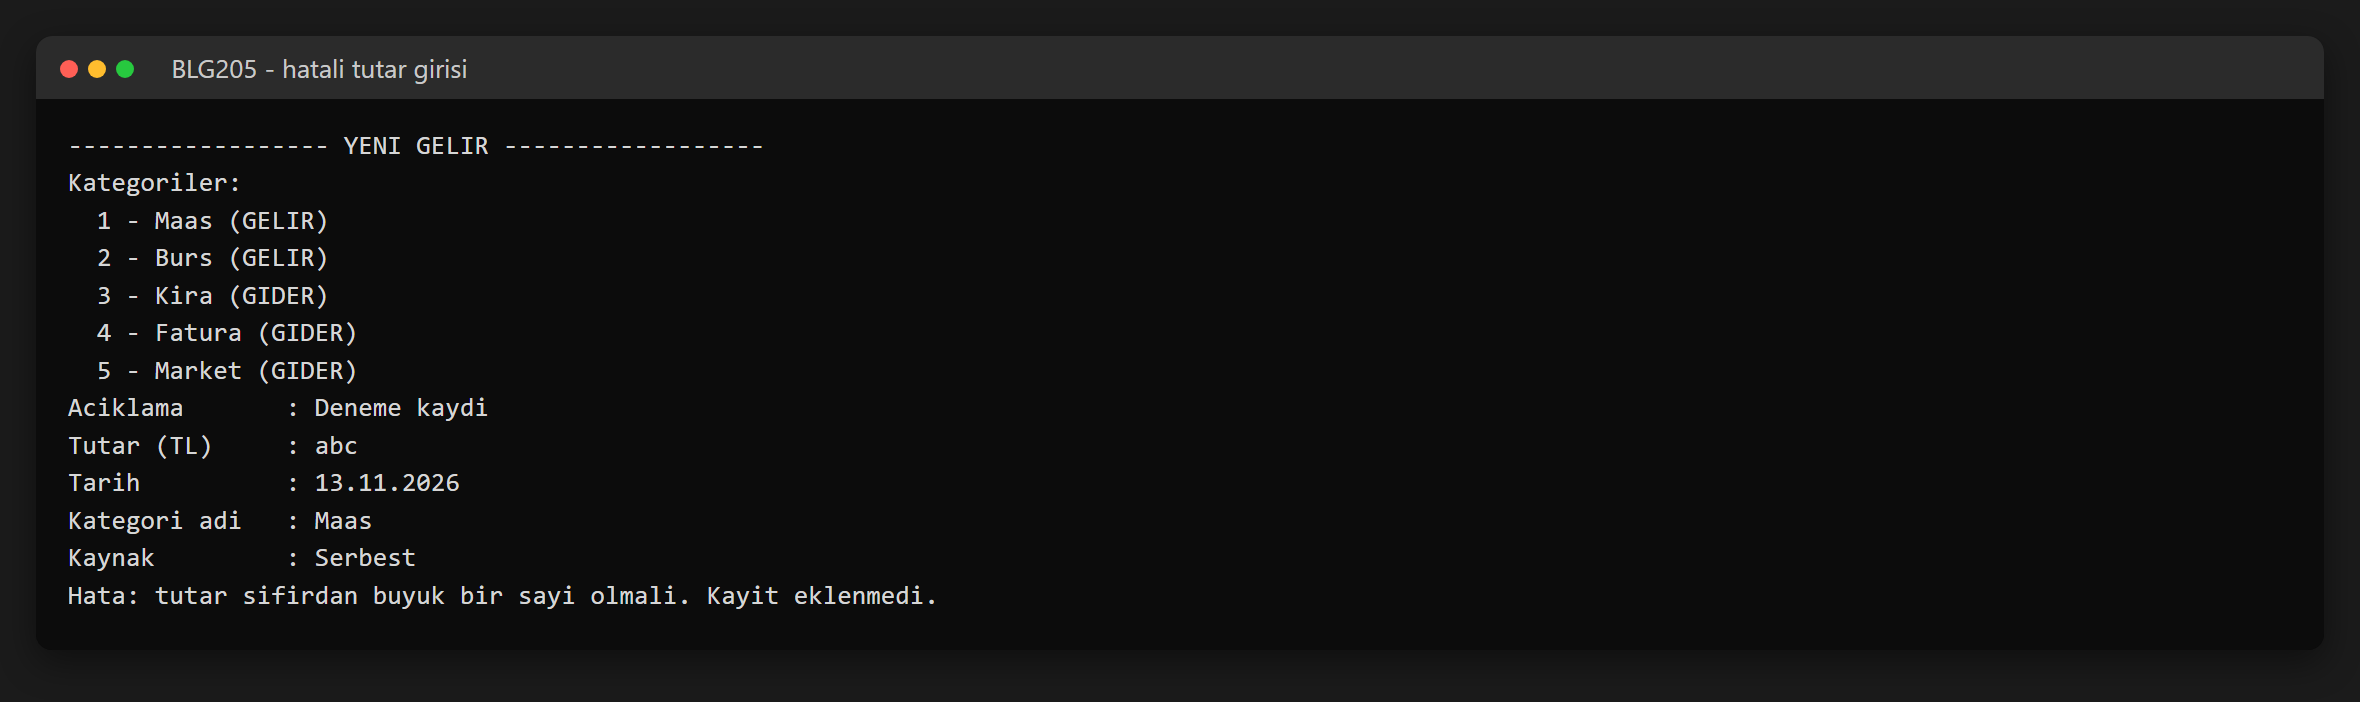 BLG205 - hatali tutar girisi
------------------ YENI GELIR ------------------
Kategoriler:
  1 - Maas (GELIR)
  2 - Burs (GELIR)
  3 - Kira (GIDER)
  4 - Fatura (GIDER)
  5 - Market (GIDER)
Aciklama       : Deneme kaydi
Tutar (TL)     : abc
Tarih          : 13.11.2026
Kategori adi   : Maas
Kaynak         : Serbest
Hata: tutar sifirdan buyuk bir sayi olmali. Kayit eklenmedi.